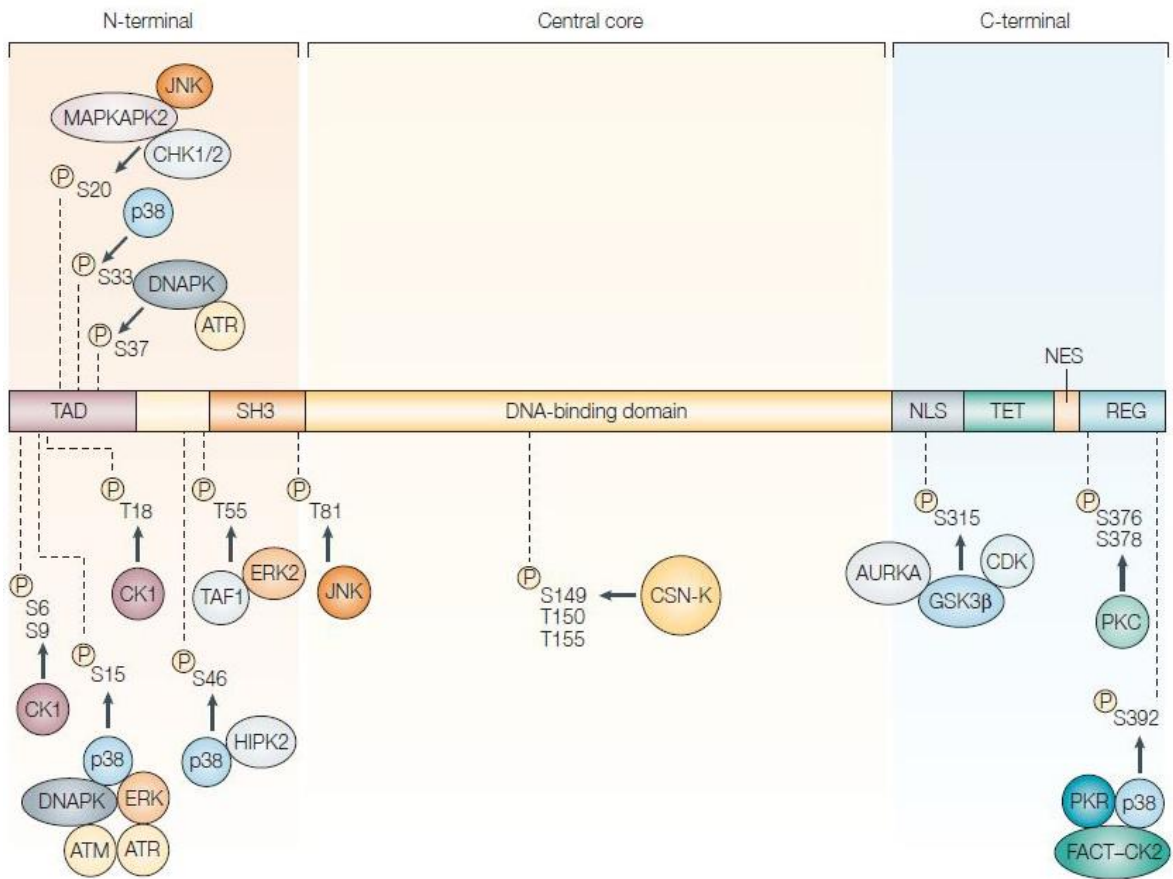 N-terminal
Central core
C-terminal
JNK
MAPKAPK2
CHK1/2
P
S20
p38
P
S33
DNAPK
ATR
P
S37
NES
TAD
SH3
DNA-binding domain
NLS
TET
REG
P
T18
P
T55
P
T81
P
S315
P
S376
S378
CK1
TAF1
ERK2
JNK
P
S149
T150
T155
CSN-K
AURKA
CDK
GSK3β
PKC
P
S6
S9
P
S15
P
S46
CK1
p38
HIPK2
P
S392
p38
DNAPK
ERK
ATM
ATR
PKR
p38
FACT–CK2